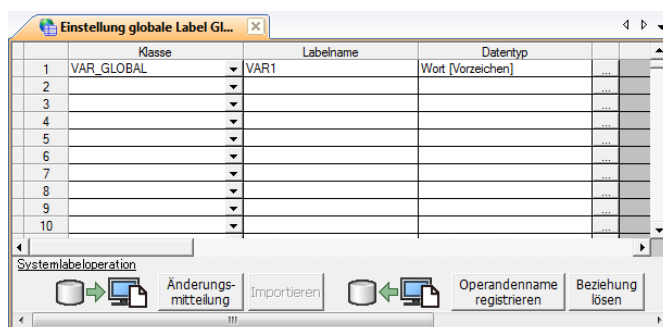 Einstellung globale Label Gl...
Klasse Labelname Datentyp
1 VAR_GLOBAL VAR1 Wort [Vorzeichen] ...
2 ...
3 ...
4 ...
5 ...
6 ...
7 ...
8 ...
9 ...
10 ...
Systemlabeloperation
Änderungs-
mitteilung
Importieren
Operandenname
registrieren
Beziehung
lösen